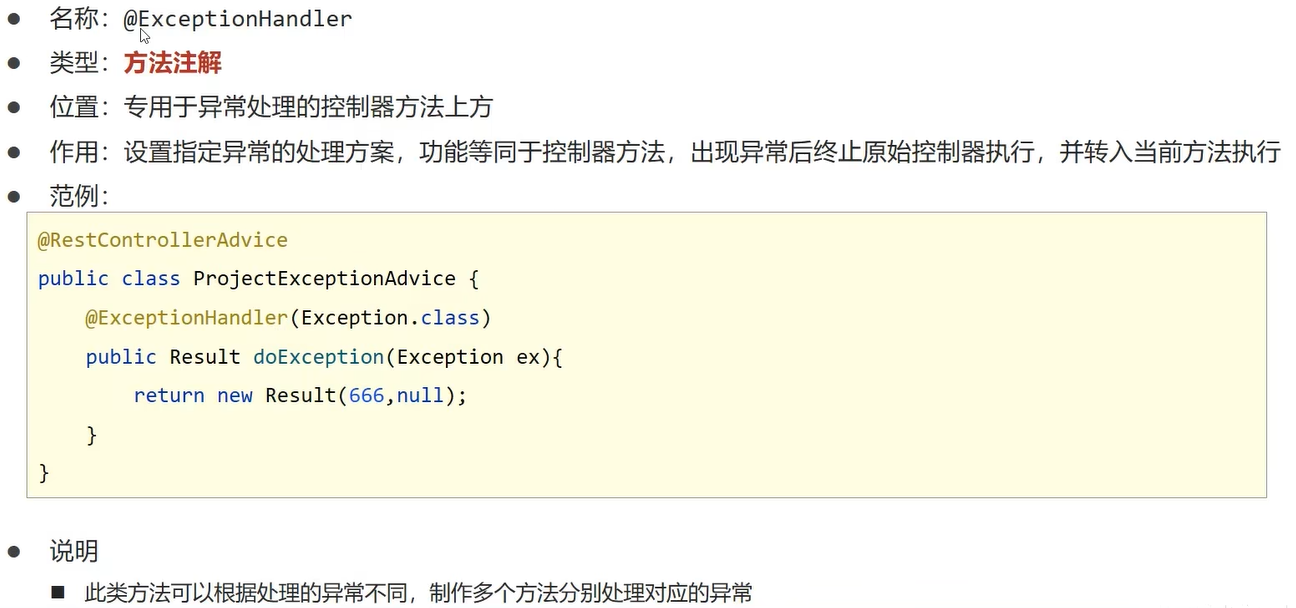 ● 名称：@ExceptionHandler
● 类型：方法注解
● 位置：专用于异常处理的控制器方法上方
● 作用：设置指定异常的处理方案，功能等同于控制器方法，出现异常后终止原始控制器执行，并转入当前方法执行
● 范例：
@RestControllerAdvice
public class ProjectExceptionAdvice {
    @ExceptionHandler(Exception.class)
    public Result doException(Exception ex){
        return new Result(666,null);
    }
}
● 说明
■ 此类方法可以根据处理的异常不同，制作多个方法分别处理对应的异常